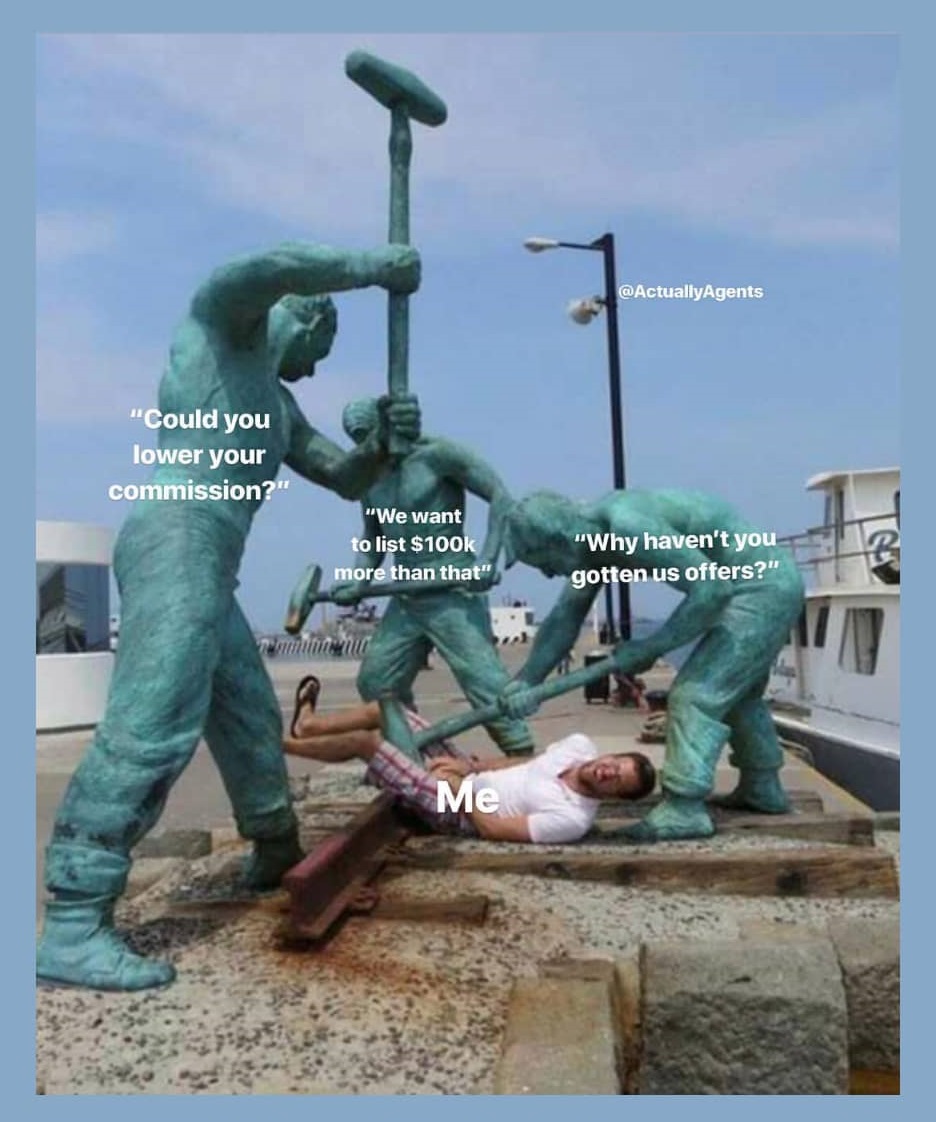 @ActuallyAgents
“Could you
lower your
commission?”
“We want
to list $100k
more than that”
“Why haven’t you
gotten us offers?”
Me